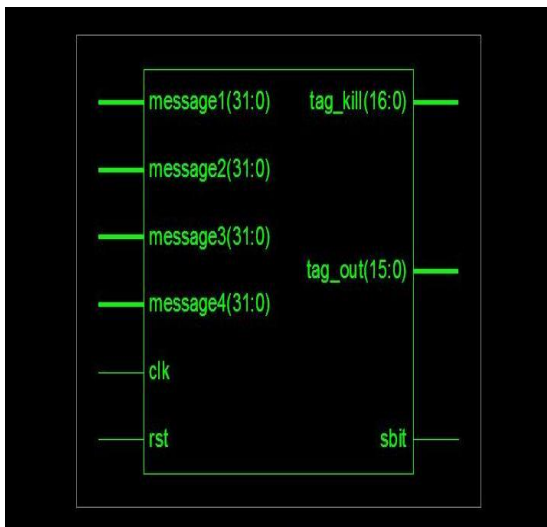 message1(31:0) tag_kill(16:0)
message2(31:0)
message3(31:0)
tag_out(15:0)
message4(31:0)
clk
rst sbit